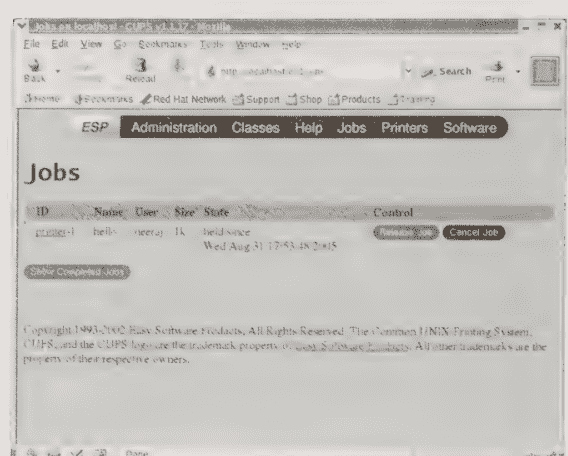 Jobs on localhost - CUPS v1.1.17 - Mozilla
File Edit View Go Bookmarks Tools Window Help
Back Reload Search Print
Home Bookmarks Red Hat Network Support Shop Products Training
ESP Administration Classes Help Jobs Printers Software
Jobs
ID Name User Size State Control
printer-1 hello neeraj 1k held since Release Job Cancel Job
Wed Aug 31 17:53:48 2005
Show Completed Jobs
Copyright 1993-2002 Easy Software Products, All Rights Reserved. The Common UNIX Printing System,
CUPS, and the CUPS logo are the trademark property of Easy Software Products. All other trademarks are the
property of their respective owners.
Done